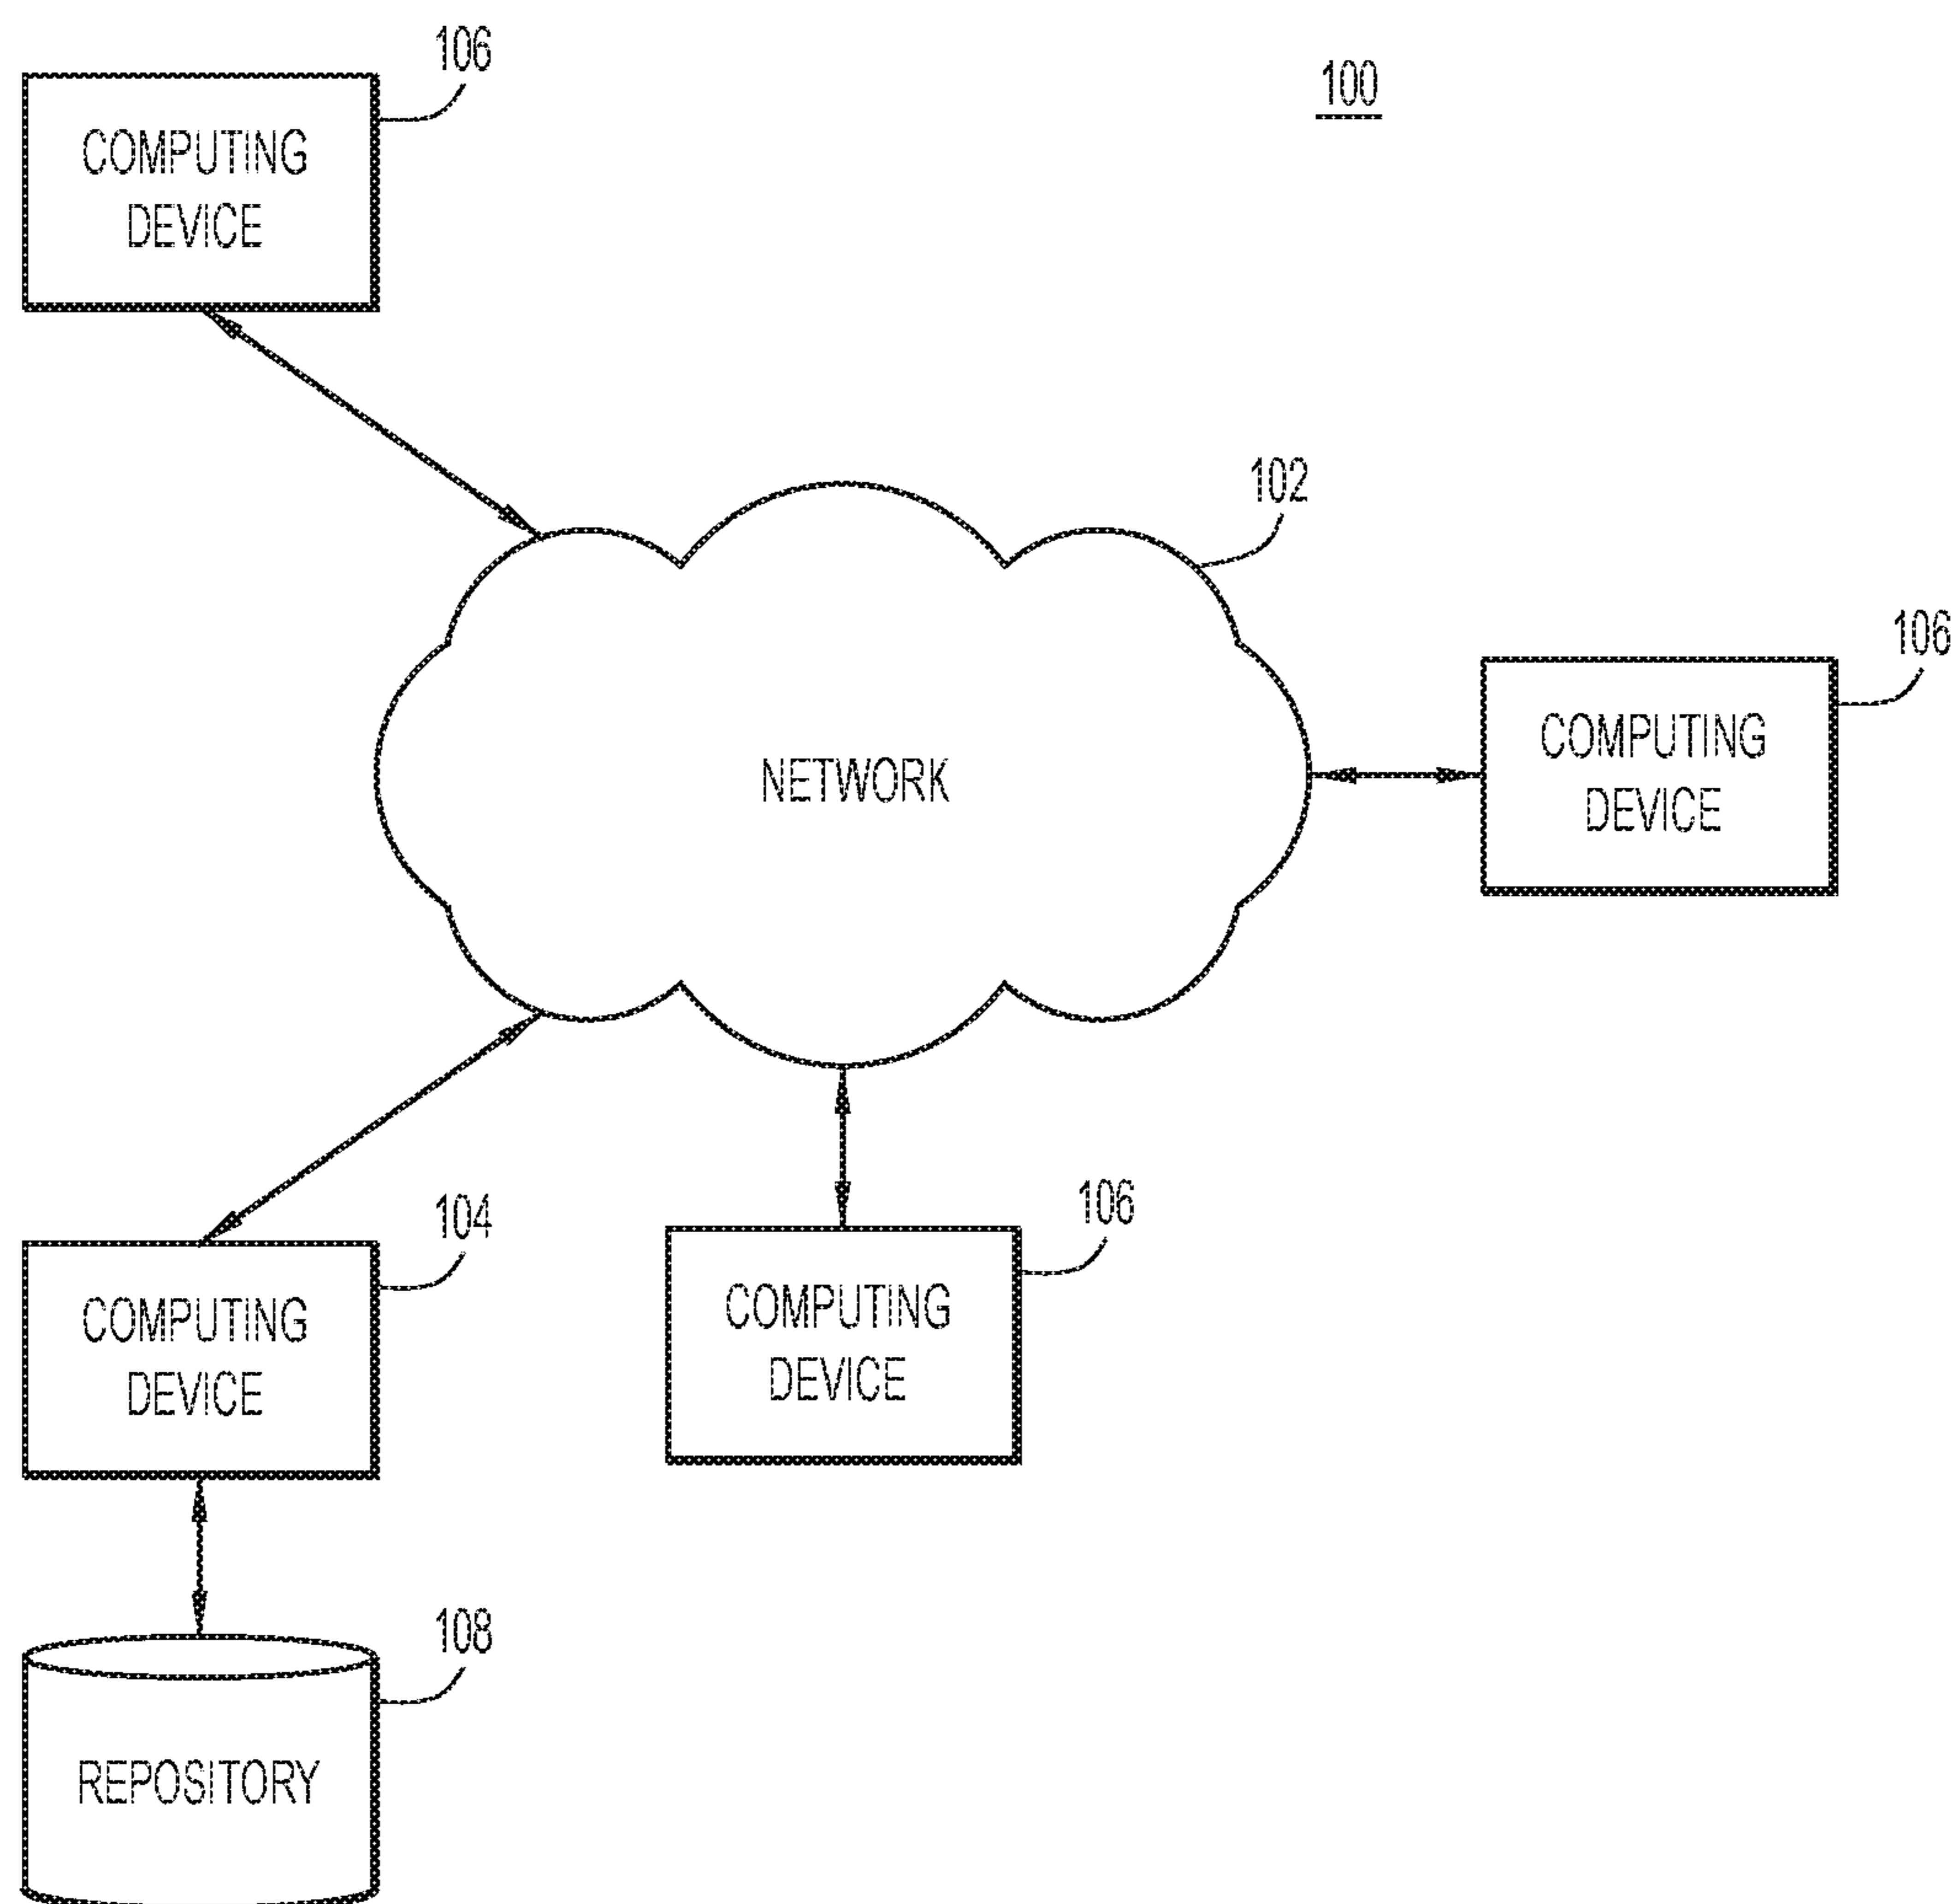 106
100
COMPUTING
DEVICE
102
106
COMPUTING
DEVICE
NETWORK
104
106
COMPUTING
DEVICE
COMPUTING
DEVICE
108
REPOSITORY